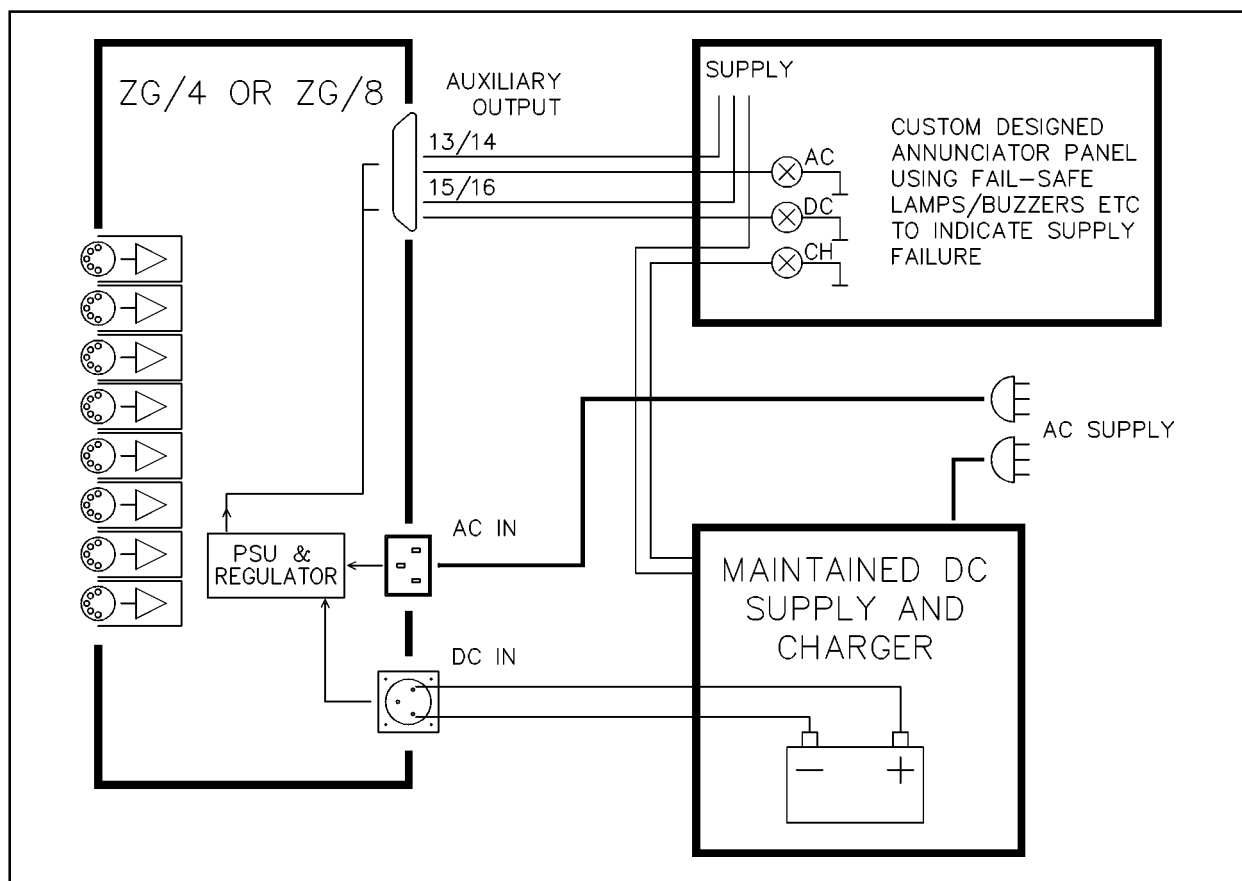 ZG/4 OR ZG/8
AUXILIARY
OUTPUT
13/14
15/16
SUPPLY
AC
DC
CH
CUSTOM DESIGNED
ANNUNCIATOR PANEL
USING FAIL-SAFE
LAMPS/BUZZERS ETC
TO INDICATE SUPPLY
FAILURE
AC SUPPLY
PSU &
REGULATOR
AC IN
DC IN
MAINTAINED DC
SUPPLY AND
CHARGER
− +